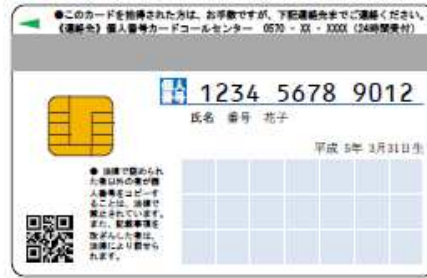 ●このカードを拾得された方は、お手数ですが、下記連絡先までご連絡ください。
《連絡先》個人番号カードコールセンター 0570 - XX - XXXX (24時間受付)
個人番号 1234 5678 9012
氏名 番号 花子
平成 5年 3月31日生
● 法律で認められ
た者以外の者が個
人番号をコピーす
ることは、法律で
禁止されています。
また、記載事項を
改ざんした者は、
法律により罰せら
れます。